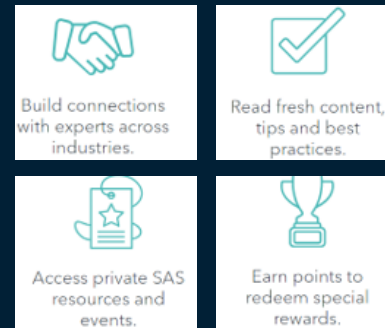 Build connections
with experts across
industries.
Read fresh content,
tips and best
practices.
Access private SAS
resources and
events.
Earn points to
redeem special
rewards.